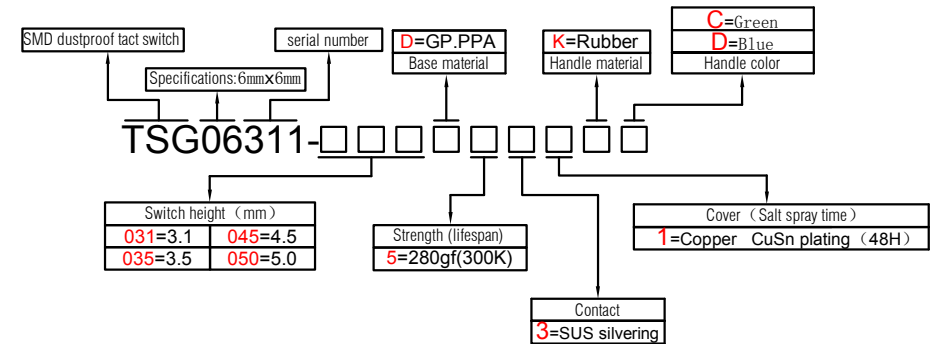 C=Green
SMD dustproof tact switch
serial number
D=GP.PPA
K=Rubber
D=Blue
Base material
Handle material
Handle color
Specifications:6mm×6mm
TSG06311-□□□□□□□□□
Switch height（mm）
031=3.1 045=4.5
035=3.5 050=5.0
Strength (lifespan)
5=280gf(300K)
Cover（Salt spray time）
1=Copper CuSn plating（48H）
Contact
3=SUS silvering